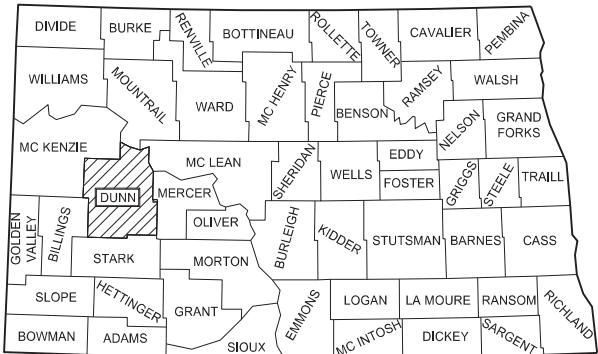 DIVIDE
BURKE
RENVILLE
BOTTINEAU
ROLLETTE
TOWNER
CAVALIER
PEMBINA
WILLIAMS
MOUNTRAIL
WARD
MC HENRY
PIERCE
BENSON
RAMSEY
WALSH
NELSON
GRAND
FORKS
MC KENZIE
MC LEAN
SHERIDAN
WELLS
EDDY
FOSTER
GRIGGS
STEELE
TRAILL
DUNN
MERCER
OLIVER
GOLDEN
VALLEY
BILLINGS
STARK
MORTON
BURLEIGH
KIDDER
STUTSMAN
BARNES
CASS
SLOPE
HETTINGER
GRANT
EMMONS
LOGAN
LA MOURE
RANSOM
RICHLAND
BOWMAN
ADAMS
SIOUX
MC INTOSH
DICKEY
SARGENT